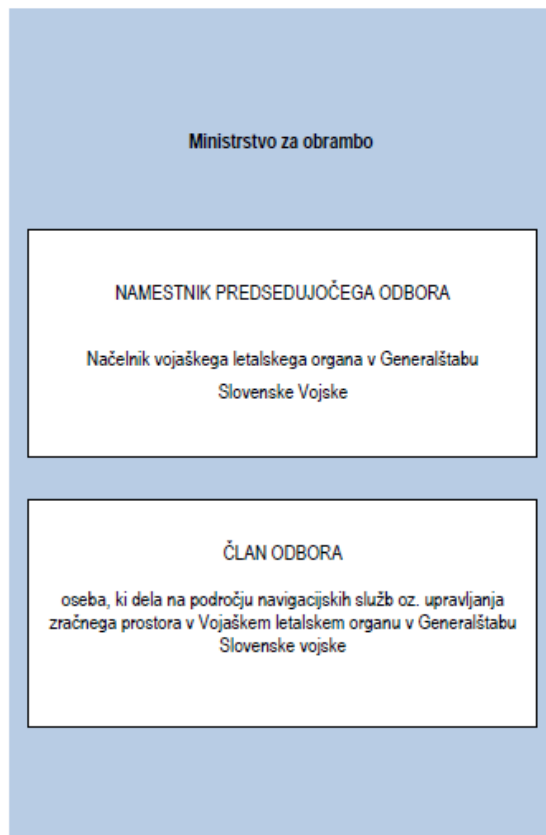 Ministrstvo za obrambo
NAMESTNIK PREDSEDUJOČEGA ODBORA
Načelnik vojaškega letalskega organa v Generalštabu
Slovenske Vojske
ČLAN ODBORA
oseba, ki dela na področju navigacijskih služb oz. upravljanja
zračnega prostora v Vojaškem letalskem organu v Generalštabu
Slovenske vojske